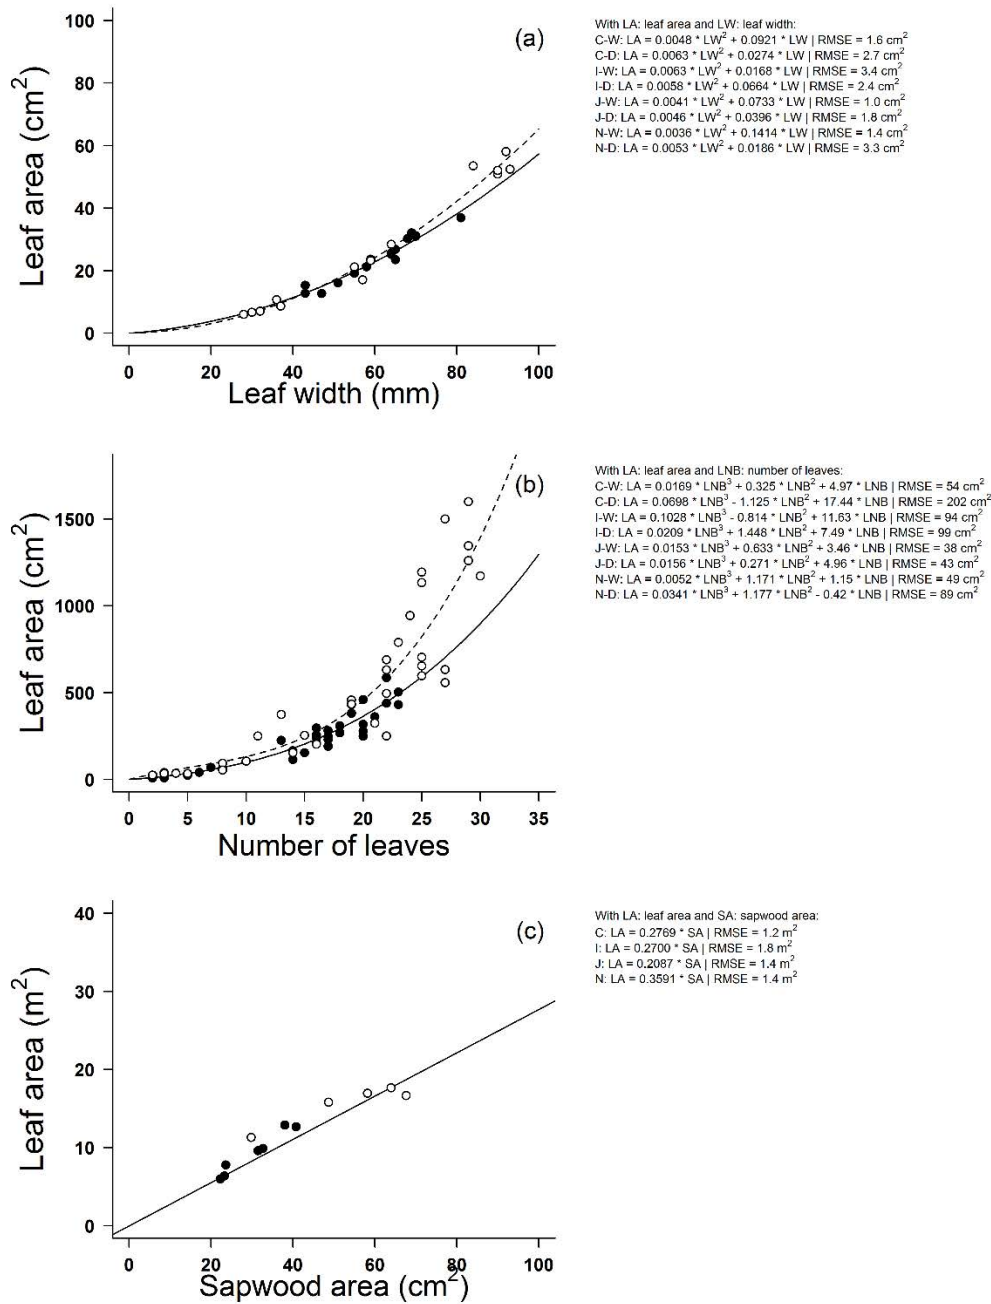 100
80
60
40
20
0
Leaf area (cm²)
(a)
0 20 40 60 80 100
Leaf width (mm)
With LA: leaf area and LW: leaf width:
C-W: LA = 0.0048 * LW² + 0.0921 * LW | RMSE = 1.6 cm²
C-D: LA = 0.0063 * LW² + 0.0274 * LW | RMSE = 2.7 cm²
I-W: LA = 0.0063 * LW² + 0.0168 * LW | RMSE = 3.4 cm²
I-D: LA = 0.0058 * LW² + 0.0664 * LW | RMSE = 2.4 cm²
J-W: LA = 0.0041 * LW² + 0.0733 * LW | RMSE = 1.0 cm²
J-D: LA = 0.0046 * LW² + 0.0396 * LW | RMSE = 1.8 cm²
N-W: LA = 0.0036 * LW² + 0.1414 * LW | RMSE = 1.4 cm²
N-D: LA = 0.0053 * LW² + 0.0186 * LW | RMSE = 3.3 cm²
1500
1000
500
0
Leaf area (cm²)
(b)
0 5 10 15 20 25 30 35
Number of leaves
With LA: leaf area and LNB: number of leaves:
C-W: LA = 0.0169 * LNB³ + 0.325 * LNB² + 4.97 * LNB | RMSE = 54 cm²
C-D: LA = 0.0698 * LNB³ - 1.125 * LNB² + 17.44 * LNB | RMSE = 202 cm²
I-W: LA = 0.1028 * LNB³ - 0.814 * LNB² + 11.63 * LNB | RMSE = 94 cm²
I-D: LA = 0.0209 * LNB³ + 1.448 * LNB² + 7.49 * LNB | RMSE = 99 cm²
J-W: LA = 0.0153 * LNB³ + 0.633 * LNB² + 3.46 * LNB | RMSE = 38 cm²
J-D: LA = 0.0156 * LNB³ + 0.271 * LNB² + 4.96 * LNB | RMSE = 43 cm²
N-W: LA = 0.0052 * LNB³ + 1.171 * LNB² + 1.15 * LNB | RMSE = 49 cm²
N-D: LA = 0.0341 * LNB³ + 1.177 * LNB² - 0.42 * LNB | RMSE = 89 cm²
40
30
20
10
0
Leaf area (m²)
(c)
0 20 40 60 80 100
Sapwood area (cm²)
With LA: leaf area and SA: sapwood area:
C: LA = 0.2769 * SA | RMSE = 1.2 m²
I: LA = 0.2700 * SA | RMSE = 1.8 m²
J: LA = 0.2087 * SA | RMSE = 1.4 m²
N: LA = 0.3591 * SA | RMSE = 1.4 m²